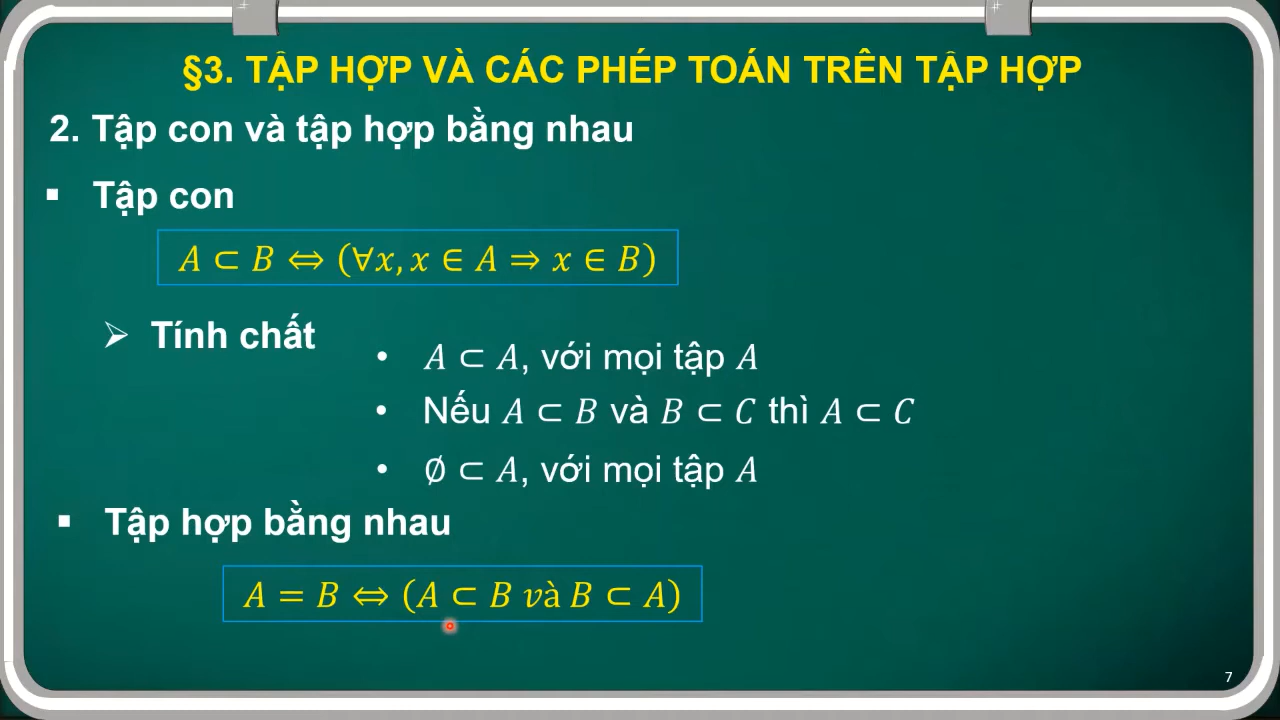 §3. TẬP HỢP VÀ CÁC PHÉP TOÁN TRÊN TẬP HỢP
2. Tập con và tập hợp bằng nhau
▪ Tập con
A ⊂ B ⇔ (∀x, x ∈ A ⇒ x ∈ B)
➢ Tính chất
• A ⊂ A, với mọi tập A
• Nếu A ⊂ B và B ⊂ C thì A ⊂ C
• ∅ ⊂ A, với mọi tập A
▪ Tập hợp bằng nhau
A = B ⇔ (A ⊂ B và B ⊂ A)
7